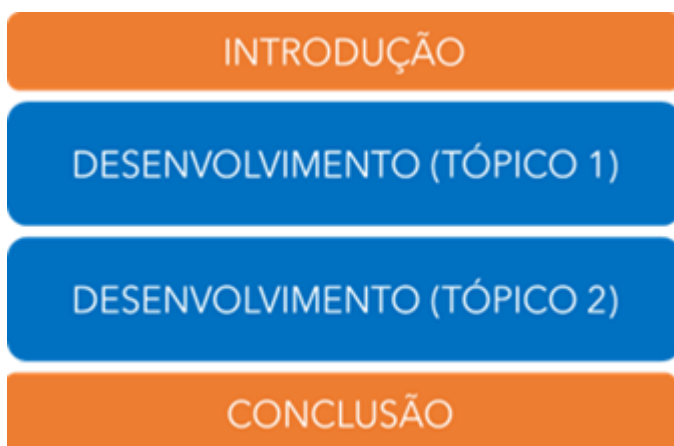 INTRODUÇÃO
DESENVOLVIMENTO (TÓPICO 1)
DESENVOLVIMENTO (TÓPICO 2)
CONCLUSÃO